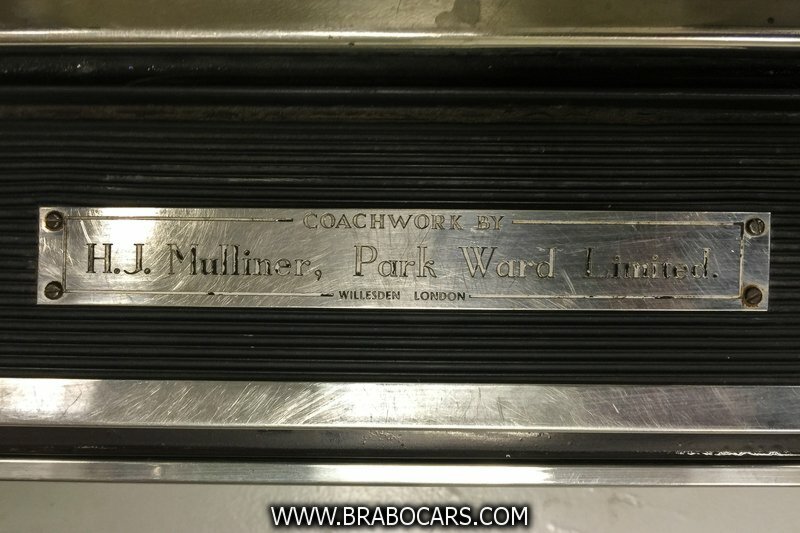 COACHWORK BY
H.J. Mulliner, Park Ward Limited.
WILLESDEN LONDON
WWW.BRABOCARS.COM